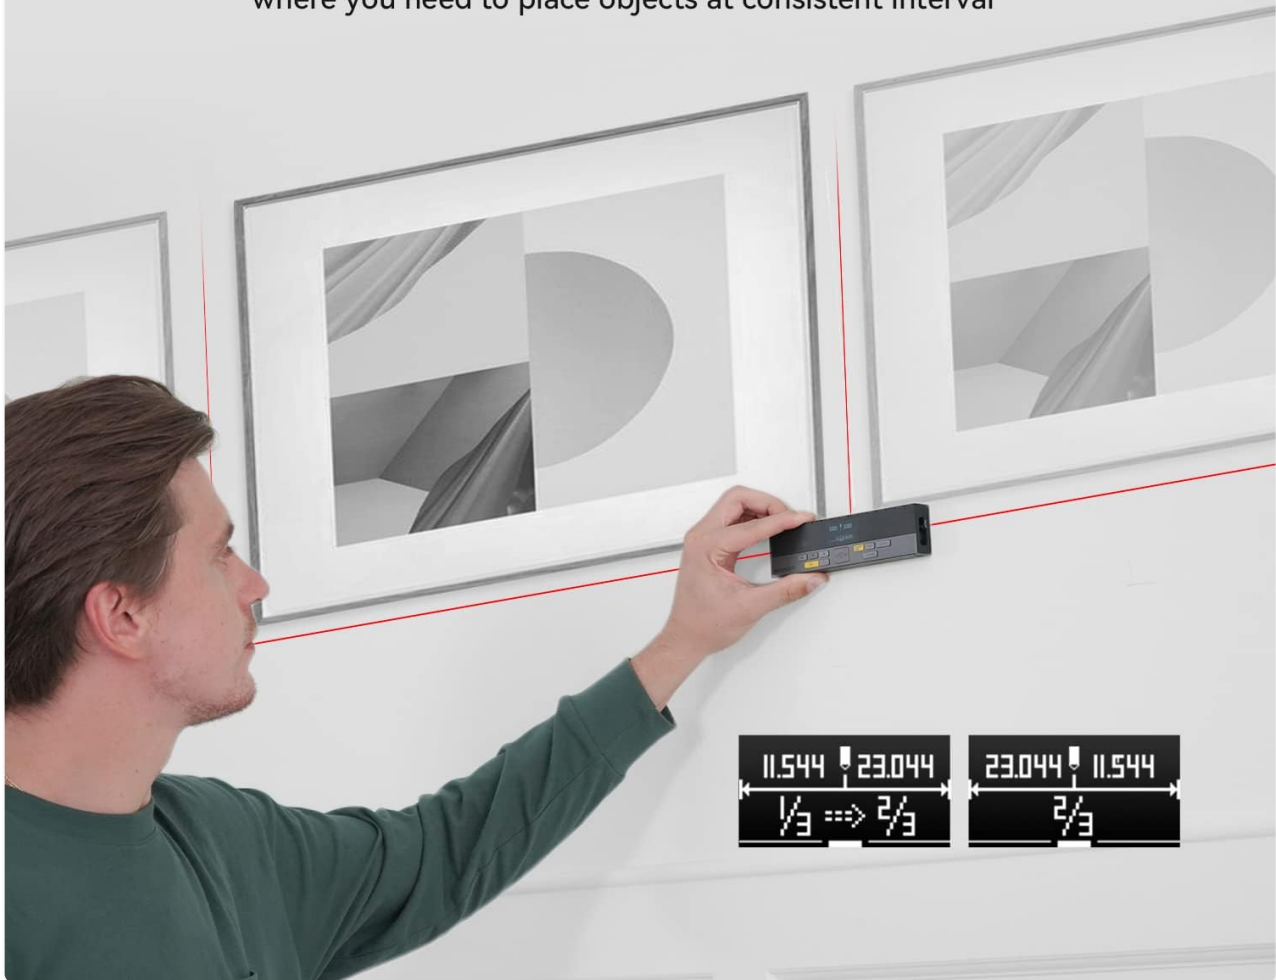 where you need to place objects at consistent interval
11.544 23.044
1/3 ⇢ 2/3
23.044 11.544
2/3